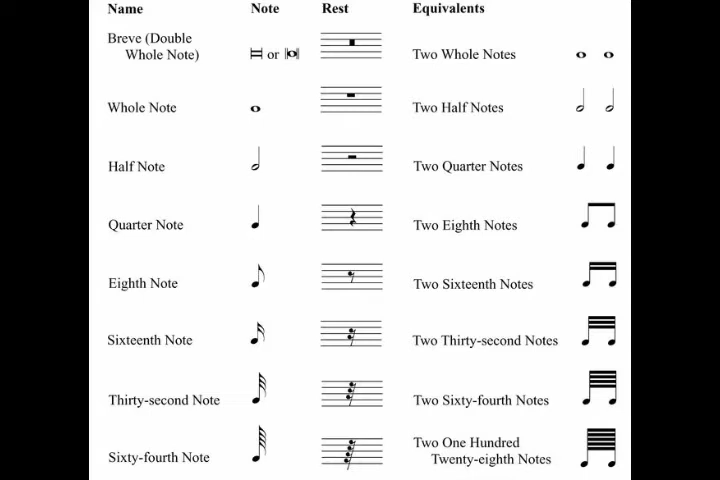 Name Note Rest Equivalents
Breve (Double
Whole Note) or Two Whole Notes
Whole Note Two Half Notes
Half Note Two Quarter Notes
Quarter Note Two Eighth Notes
Eighth Note Two Sixteenth Notes
Sixteenth Note Two Thirty-second Notes
Thirty-second Note Two Sixty-fourth Notes
Two One Hundred
Sixty-fourth Note Twenty-eighth Notes